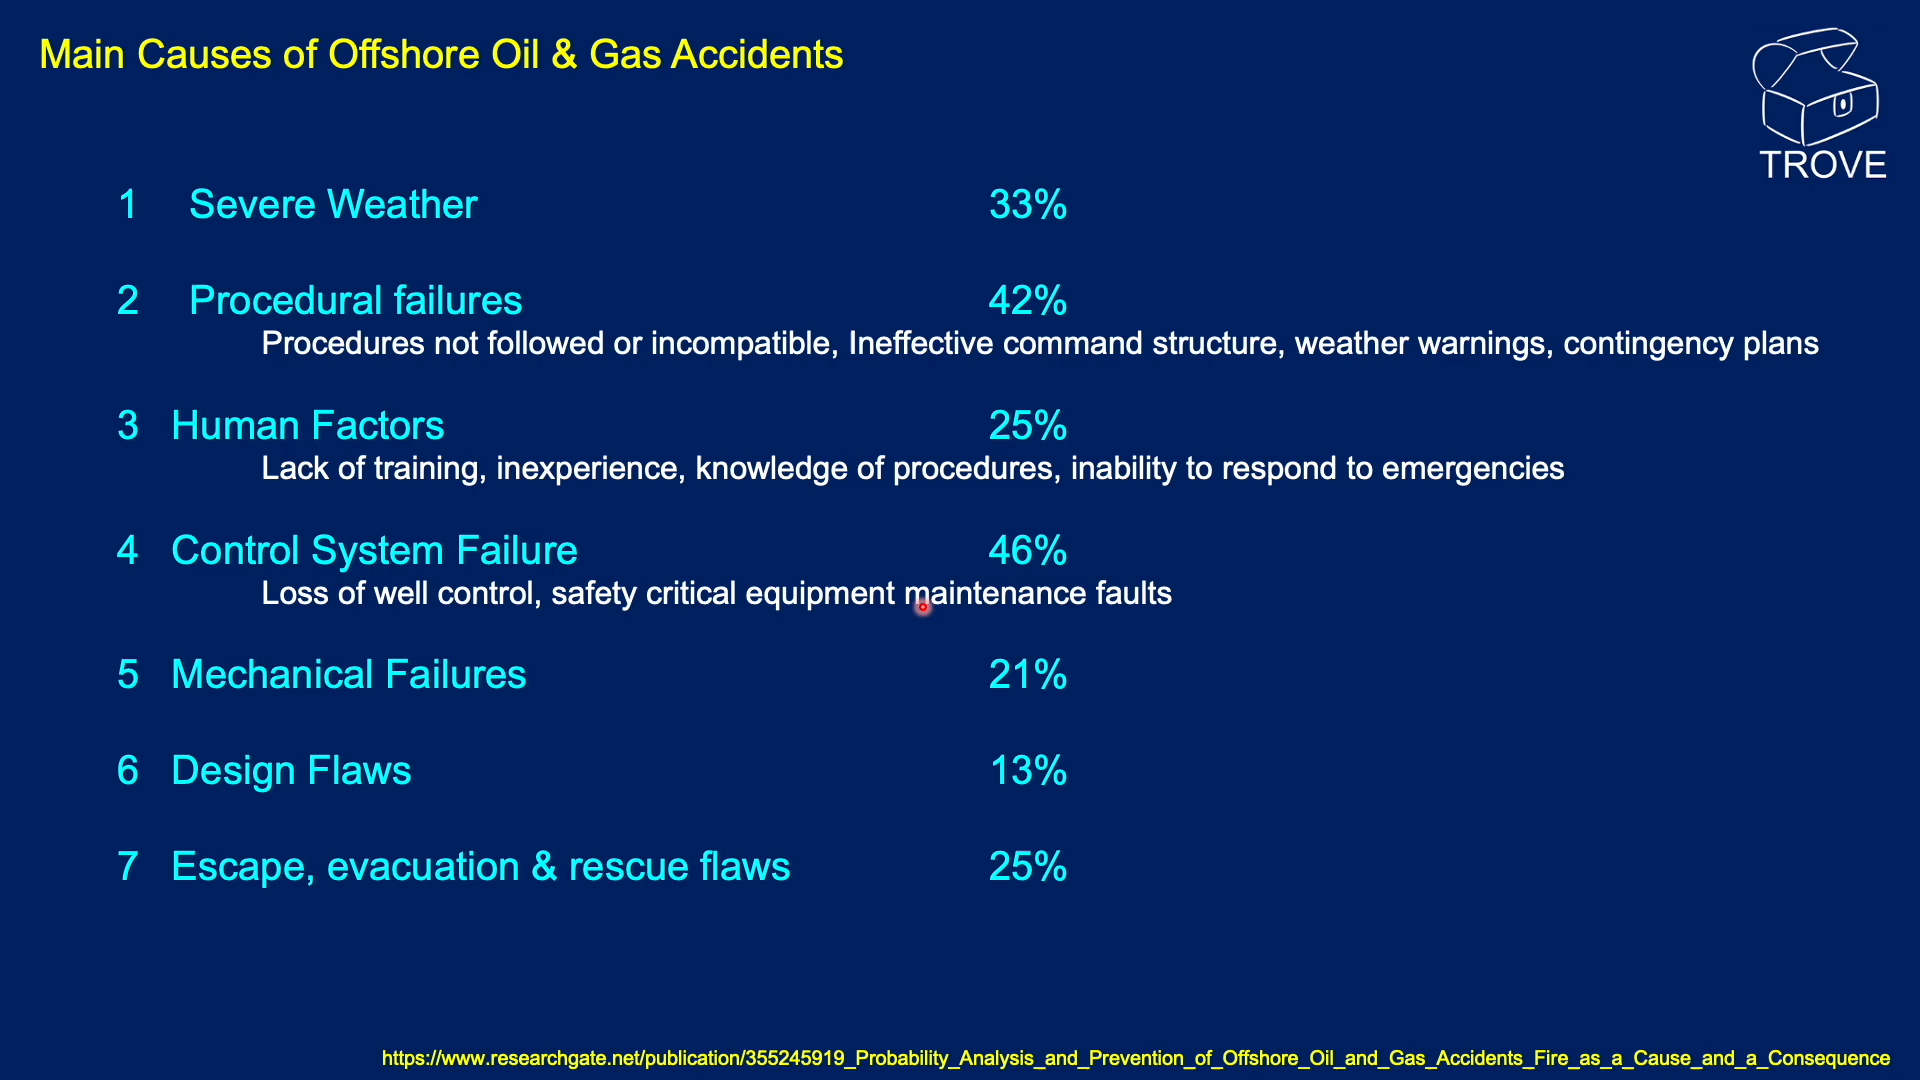 Main Causes of Offshore Oil & Gas Accidents
TROVE
1 Severe Weather 33%
2 Procedural failures 42%
Procedures not followed or incompatible, Ineffective command structure, weather warnings, contingency plans
3 Human Factors 25%
Lack of training, inexperience, knowledge of procedures, inability to respond to emergencies
4 Control System Failure 46%
Loss of well control, safety critical equipment maintenance faults
5 Mechanical Failures 21%
6 Design Flaws 13%
7 Escape, evacuation & rescue flaws 25%
https://www.researchgate.net/publication/355245919_Probability_Analysis_and_Prevention_of_Offshore_Oil_and_Gas_Accidents_Fire_as_a_Cause_and_a_Consequence